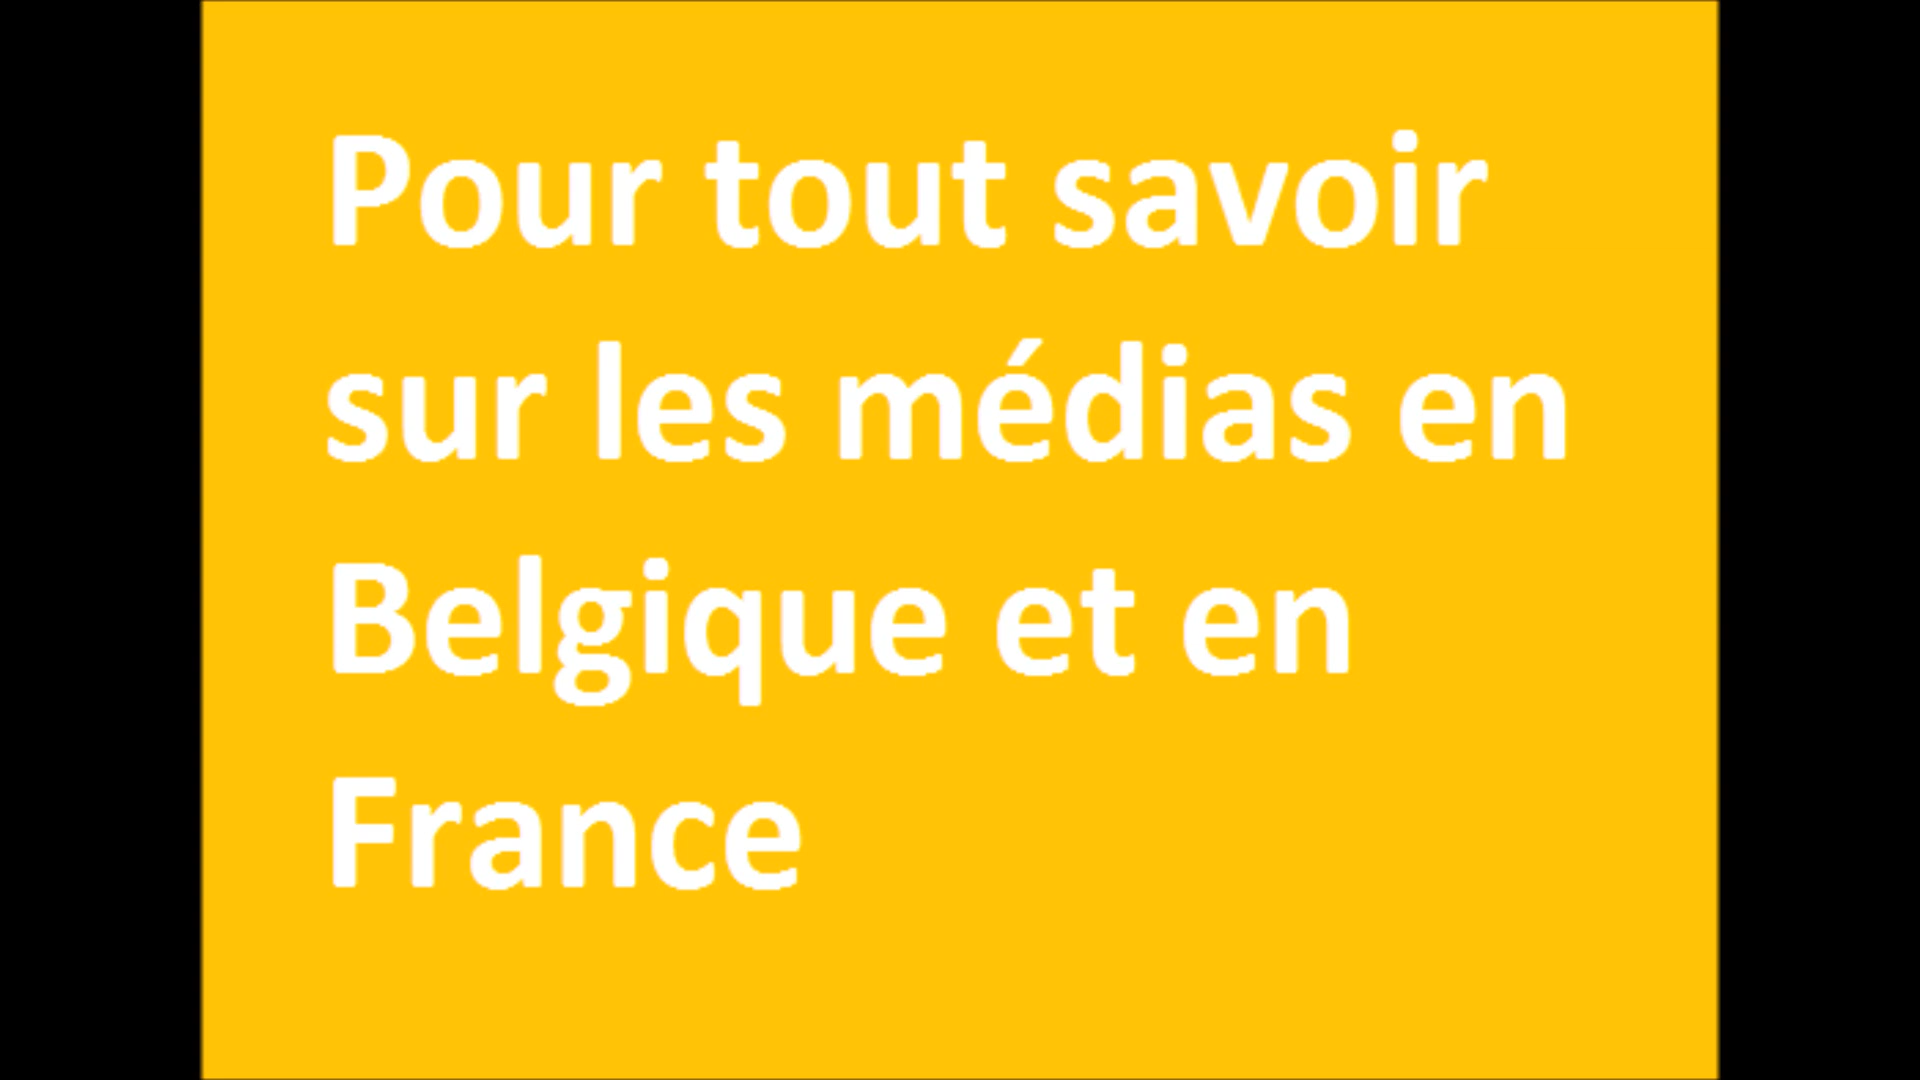 Pour tout savoir
sur les médias en
Belgique et en
France